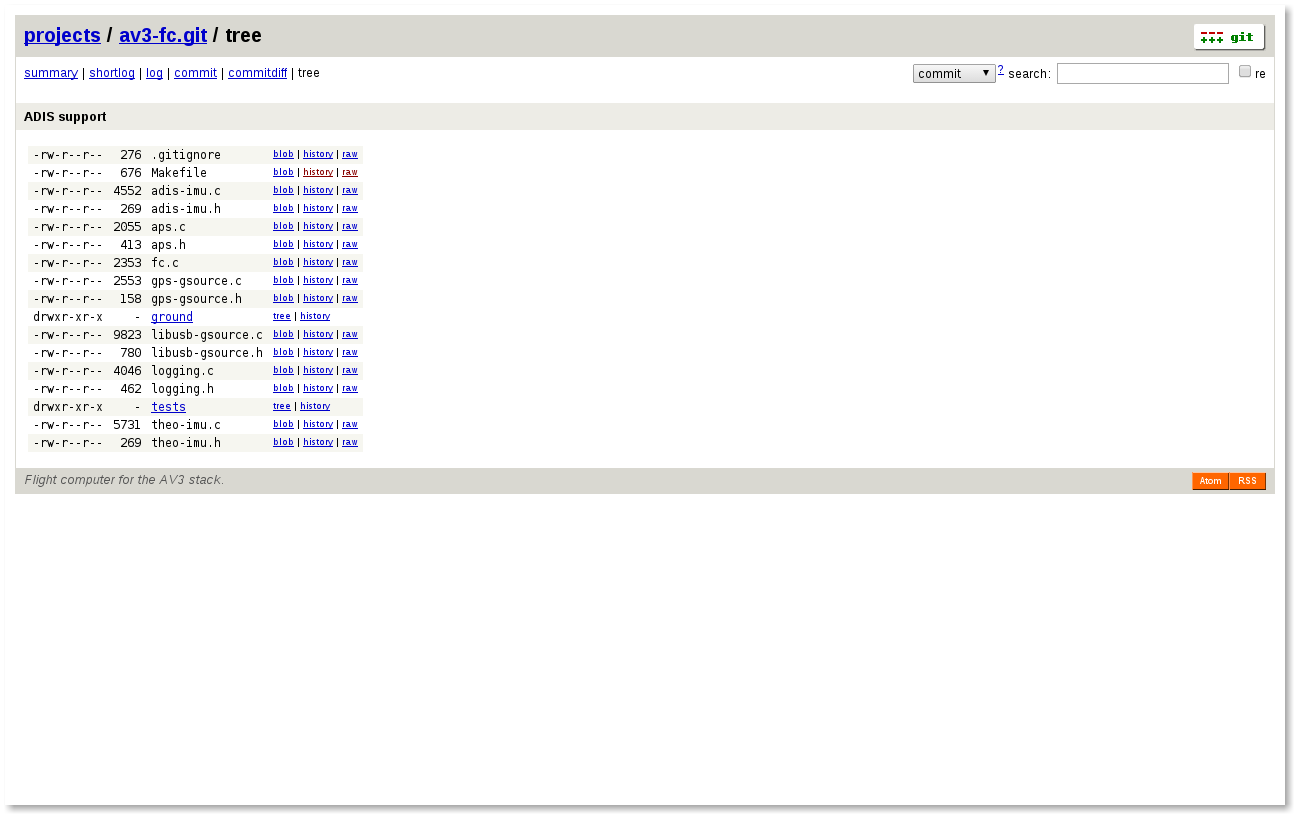 projects / av3-fc.git / tree
--- +++ git
summary | shortlog | log | commit | commitdiff | tree
commit ▼ ? search: re
ADIS support
-rw-r--r-- 276 .gitignore blob | history | raw
-rw-r--r-- 676 Makefile blob | history | raw
-rw-r--r-- 4552 adis-imu.c blob | history | raw
-rw-r--r-- 269 adis-imu.h blob | history | raw
-rw-r--r-- 2055 aps.c blob | history | raw
-rw-r--r-- 413 aps.h blob | history | raw
-rw-r--r-- 2353 fc.c blob | history | raw
-rw-r--r-- 2553 gps-gsource.c blob | history | raw
-rw-r--r-- 158 gps-gsource.h blob | history | raw
drwxr-xr-x - ground tree | history
-rw-r--r-- 9823 libusb-gsource.c blob | history | raw
-rw-r--r-- 780 libusb-gsource.h blob | history | raw
-rw-r--r-- 4046 logging.c blob | history | raw
-rw-r--r-- 462 logging.h blob | history | raw
drwxr-xr-x - tests tree | history
-rw-r--r-- 5731 theo-imu.c blob | history | raw
-rw-r--r-- 269 theo-imu.h blob | history | raw
Flight computer for the AV3 stack.
Atom RSS